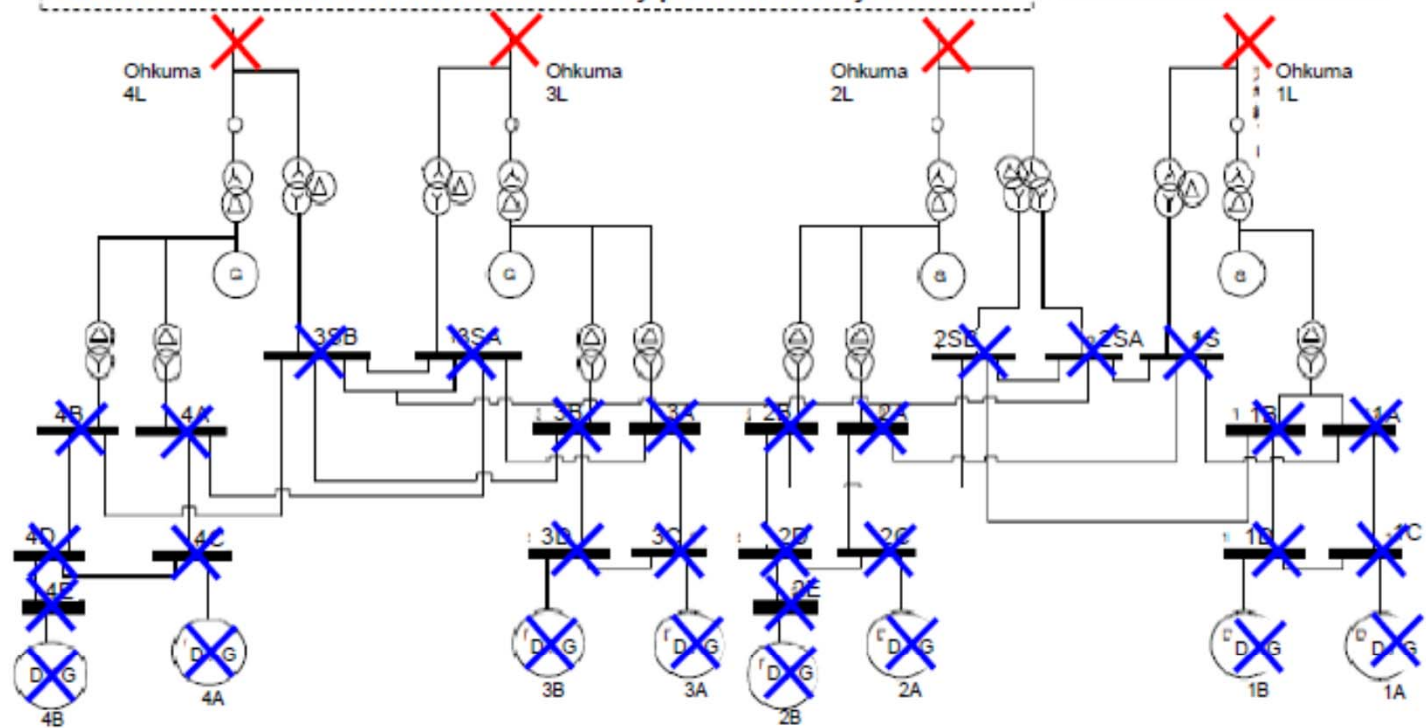 Ohkuma
4L
Ohkuma
3L
Ohkuma
2L
Ohkuma
1L
G
G
3SB
3SA
2SB
2SA
1S
4B
4A
3B
3A
2B
2A
1B
1A
4D
4C
3D
3C
2D
2C
1D
1C
4E
2E
D G
D G
D G
D G
D G
D G
D G
D G
4B
4A
3B
3A
2B
2A
1B
1A